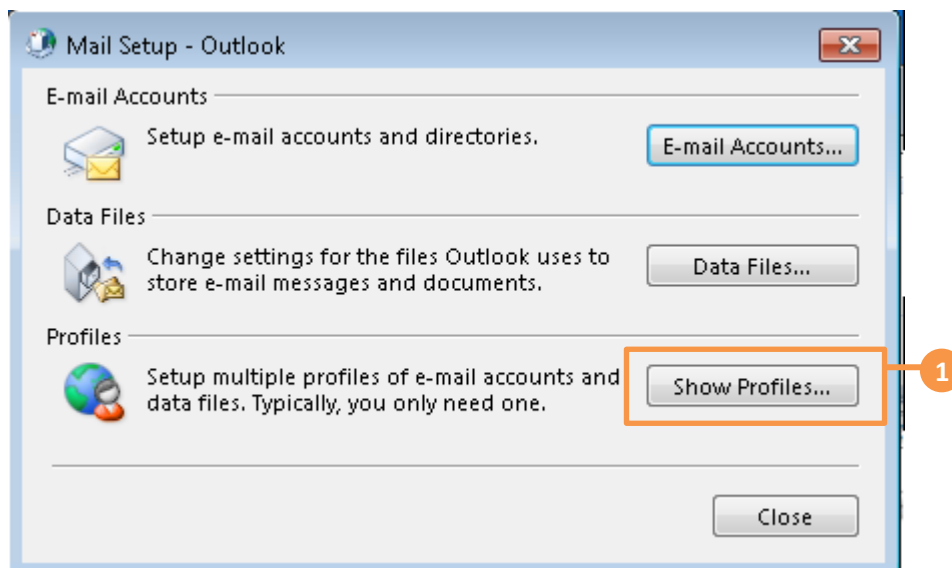 Mail Setup - Outlook
E-mail Accounts
Setup e-mail accounts and directories.
E-mail Accounts...
Data Files
Change settings for the files Outlook uses to
store e-mail messages and documents.
Data Files...
Profiles
Setup multiple profiles of e-mail accounts and
data files. Typically, you only need one.
Show Profiles...
1
Close